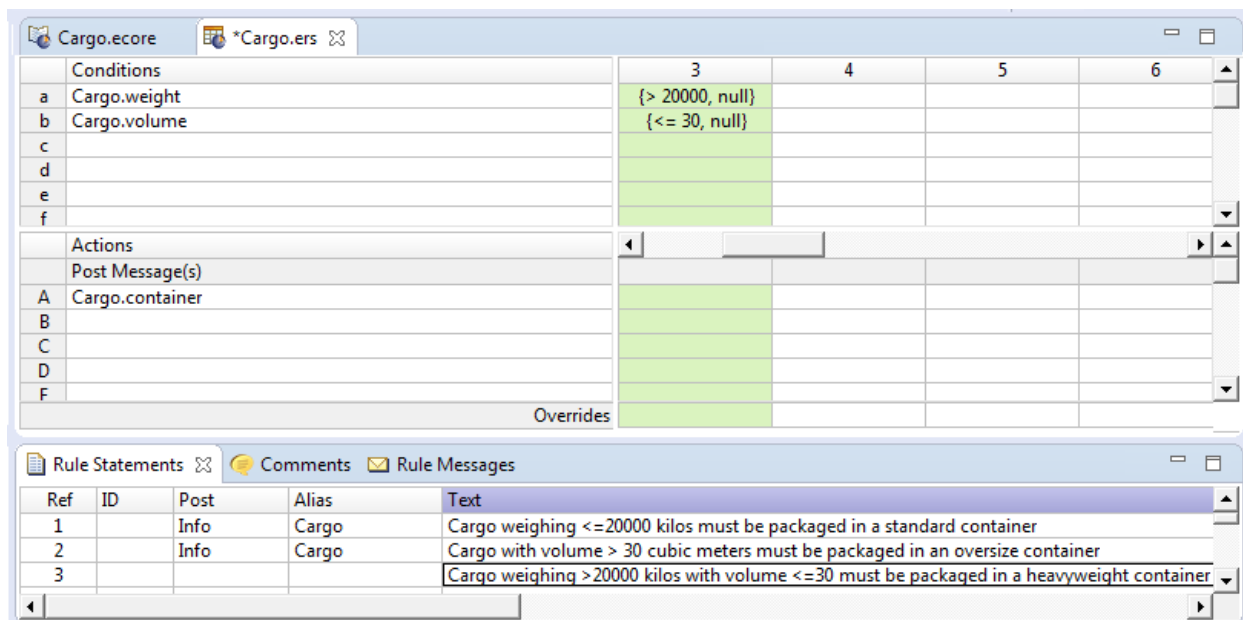 Cargo.ecore *Cargo.ers
Conditions 3 4 5 6
a Cargo.weight {> 20000, null}
b Cargo.volume {<= 30, null}
c
d
e
f
Actions
Post Message(s)
A Cargo.container
B
C
D
E
Overrides
Rule Statements Comments Rule Messages
Ref ID Post Alias Text
1 Info Cargo Cargo weighing <=20000 kilos must be packaged in a standard container
2 Info Cargo Cargo with volume > 30 cubic meters must be packaged in an oversize container
3 Cargo weighing >20000 kilos with volume <=30 must be packaged in a heavyweight container